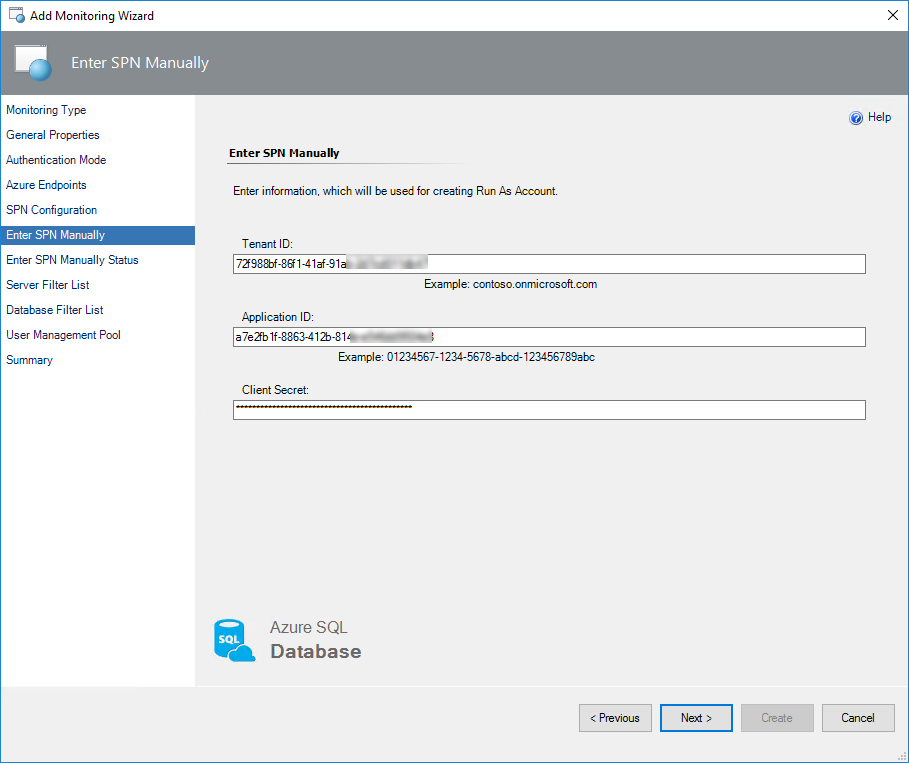 Add Monitoring Wizard
Enter SPN Manually
Monitoring Type
General Properties
Authentication Mode
Azure Endpoints
SPN Configuration
Enter SPN Manually
Enter SPN Manually Status
Server Filter List
Database Filter List
User Management Pool
Summary
Help
Enter SPN Manually
Enter information, which will be used for creating Run As Account.
Tenant ID:
72f988bf-86f1-41af-91a
Example: contoso.onmicrosoft.com
Application ID:
a7e2fb1f-8863-412b-814
Example: 01234567-1234-5678-abcd-123456789abc
Client Secret:
SQL
Azure SQL
Database
< Previous
Next >
Create
Cancel